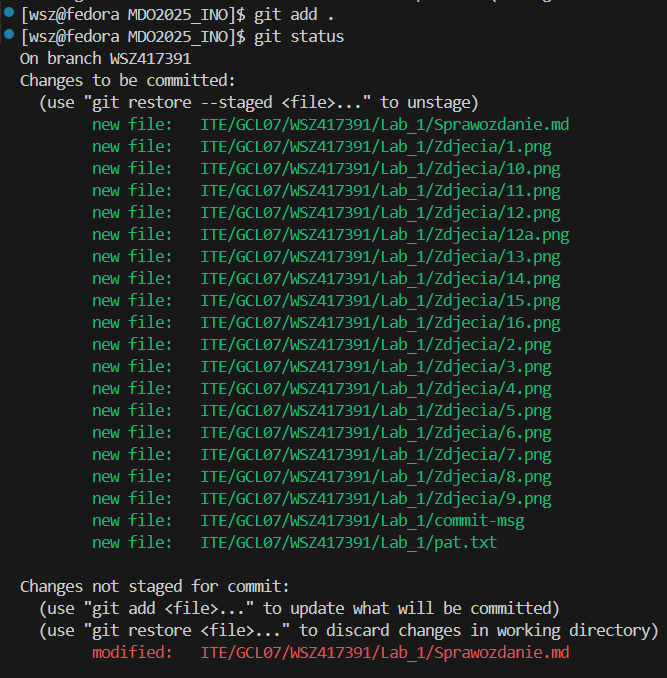 [wsz@fedora MDO2025_INO]$ git add .
[wsz@fedora MDO2025_INO]$ git status
On branch WSZ417391
Changes to be committed:
  (use "git restore --staged <file>..." to unstage)
        new file:   ITE/GCL07/WSZ417391/Lab_1/Sprawozdanie.md
        new file:   ITE/GCL07/WSZ417391/Lab_1/Zdjecia/1.png
        new file:   ITE/GCL07/WSZ417391/Lab_1/Zdjecia/10.png
        new file:   ITE/GCL07/WSZ417391/Lab_1/Zdjecia/11.png
        new file:   ITE/GCL07/WSZ417391/Lab_1/Zdjecia/12.png
        new file:   ITE/GCL07/WSZ417391/Lab_1/Zdjecia/12a.png
        new file:   ITE/GCL07/WSZ417391/Lab_1/Zdjecia/13.png
        new file:   ITE/GCL07/WSZ417391/Lab_1/Zdjecia/14.png
        new file:   ITE/GCL07/WSZ417391/Lab_1/Zdjecia/15.png
        new file:   ITE/GCL07/WSZ417391/Lab_1/Zdjecia/16.png
        new file:   ITE/GCL07/WSZ417391/Lab_1/Zdjecia/2.png
        new file:   ITE/GCL07/WSZ417391/Lab_1/Zdjecia/3.png
        new file:   ITE/GCL07/WSZ417391/Lab_1/Zdjecia/4.png
        new file:   ITE/GCL07/WSZ417391/Lab_1/Zdjecia/5.png
        new file:   ITE/GCL07/WSZ417391/Lab_1/Zdjecia/6.png
        new file:   ITE/GCL07/WSZ417391/Lab_1/Zdjecia/7.png
        new file:   ITE/GCL07/WSZ417391/Lab_1/Zdjecia/8.png
        new file:   ITE/GCL07/WSZ417391/Lab_1/Zdjecia/9.png
        new file:   ITE/GCL07/WSZ417391/Lab_1/commit-msg
        new file:   ITE/GCL07/WSZ417391/Lab_1/pat.txt

Changes not staged for commit:
  (use "git add <file>..." to update what will be committed)
  (use "git restore <file>..." to discard changes in working directory)
        modified:   ITE/GCL07/WSZ417391/Lab_1/Sprawozdanie.md